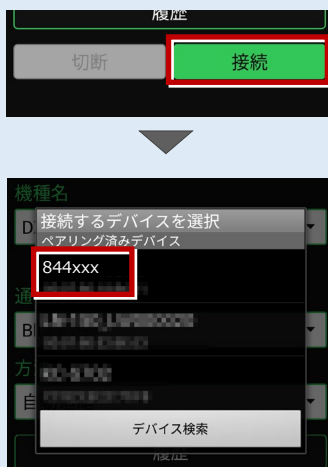 履歴
切断
接続
機種名
D
接続するデバイスを選択
ペアリング済みデバイス
844xxx
通
B
方
自
デバイス検索
履歴